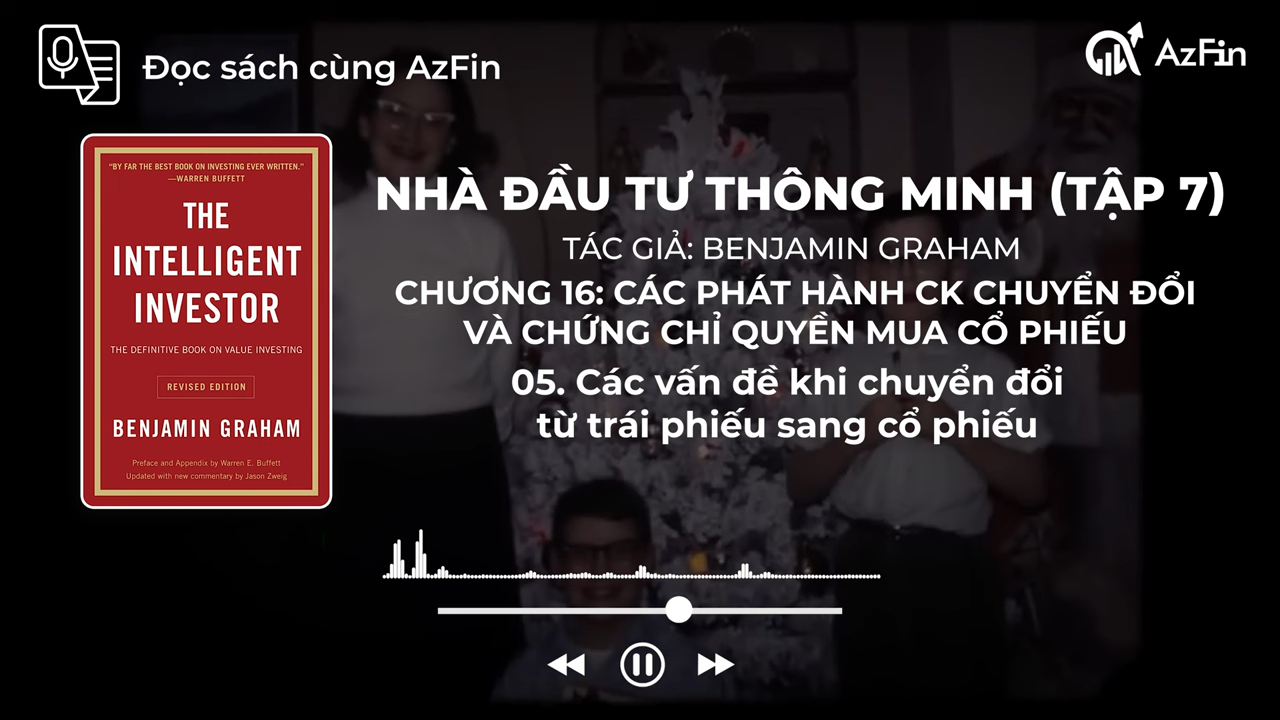 Đọc sách cùng AzFin
AzFin
"BY FAR THE BEST BOOK ON INVESTING EVER WRITTEN."
—WARREN BUFFETT
THE
INTELLIGENT
INVESTOR
THE DEFINITIVE BOOK ON VALUE INVESTING
REVISED EDITION
BENJAMIN GRAHAM
Preface and Appendix by Warren E. Buffett
Updated with new commentary by Jason Zweig
NHÀ ĐẦU TƯ THÔNG MINH (TẬP 7)
TÁC GIẢ: BENJAMIN GRAHAM
CHƯƠNG 16: CÁC PHÁT HÀNH CK CHUYỂN ĐỔI
VÀ CHỨNG CHỈ QUYỀN MUA CỔ PHIẾU
05. Các vấn đề khi chuyển đổi
từ trái phiếu sang cổ phiếu